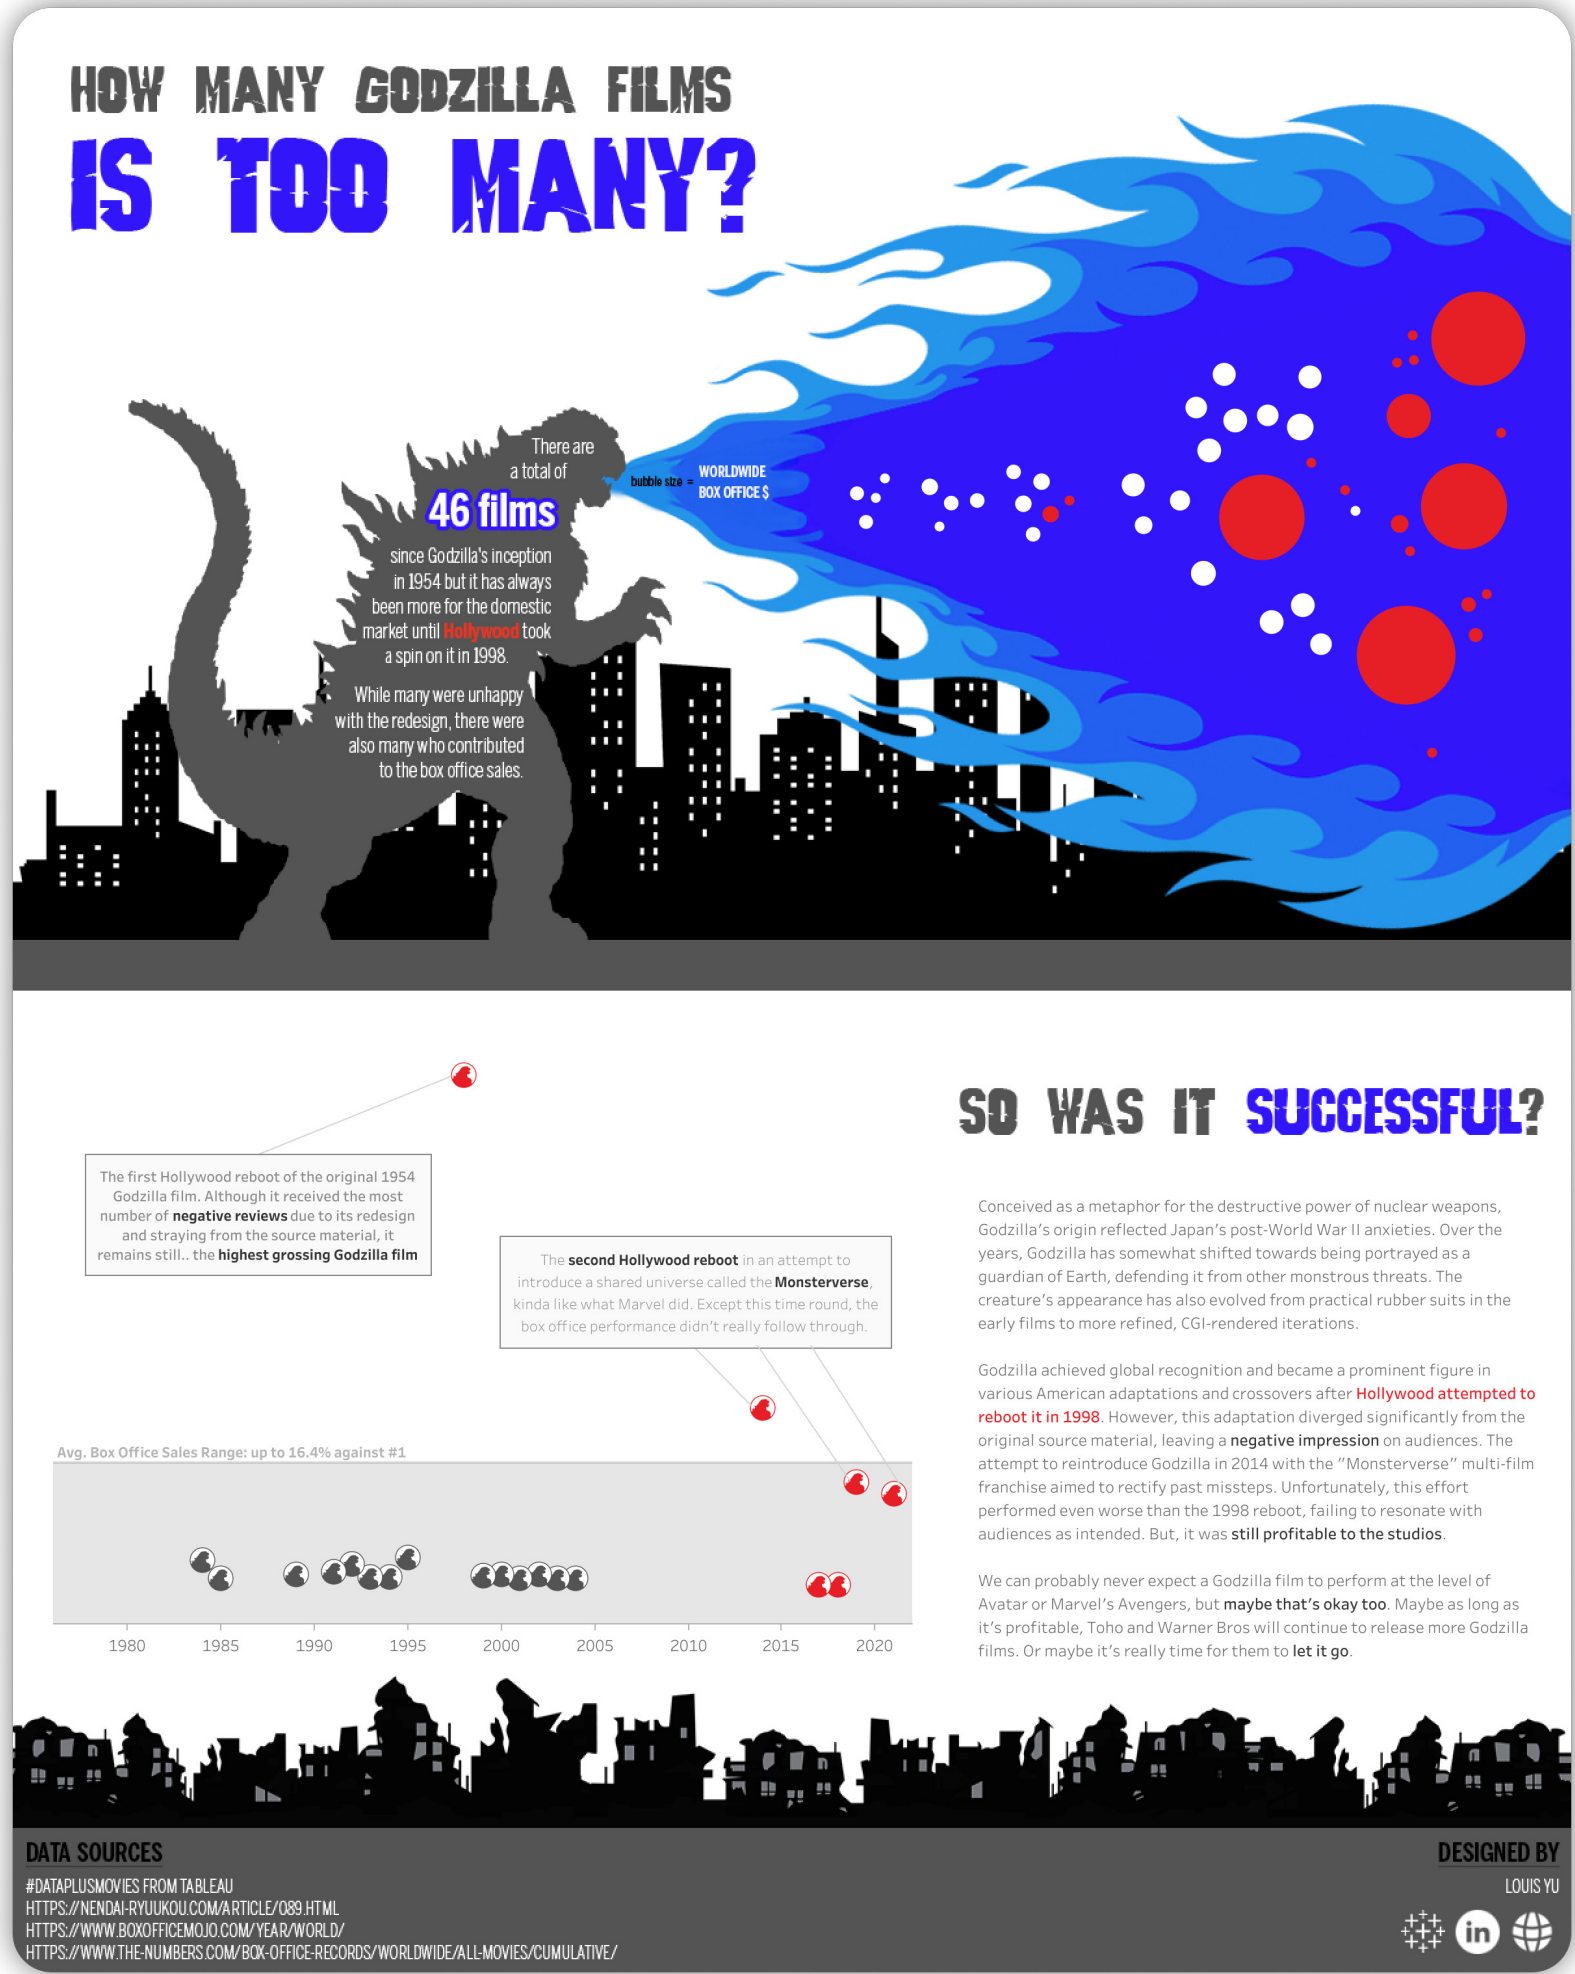 HOW MANY GODZILLA FILMS
IS TOO MANY?
There are
a total of
46 films
since Godzilla's inception
in 1954 but it has always
been more for the domestic
market until Hollywood took
a spin on it in 1998.
While many were unhappy
with the redesign, there were
also many who contributed
to the box office sales.
bubble size =
WORLDWIDE
BOX OFFICE $
The first Hollywood reboot of the original 1954
Godzilla film. Although it received the most
number of negative reviews due to its redesign
and straying from the source material, it
remains still.. the highest grossing Godzilla film
The second Hollywood reboot in an attempt to
introduce a shared universe called the Monsterverse,
kinda like what Marvel did. Except this time round, the
box office performance didn't really follow through.
Avg. Box Office Sales Range: up to 16.4% against #1
1980 1985 1990 1995 2000 2005 2010 2015 2020
SO WAS IT SUCCESSFUL?
Conceived as a metaphor for the destructive power of nuclear weapons,
Godzilla's origin reflected Japan's post-World War II anxieties. Over the
years, Godzilla has somewhat shifted towards being portrayed as a
guardian of Earth, defending it from other monstrous threats. The
creature's appearance has also evolved from practical rubber suits in the
early films to more refined, CGI-rendered iterations.
Godzilla achieved global recognition and became a prominent figure in
various American adaptations and crossovers after Hollywood attempted to
reboot it in 1998. However, this adaptation diverged significantly from the
original source material, leaving a negative impression on audiences. The
attempt to reintroduce Godzilla in 2014 with the "Monsterverse" multi-film
franchise aimed to rectify past missteps. Unfortunately, this effort
performed even worse than the 1998 reboot, failing to resonate with
audiences as intended. But, it was still profitable to the studios.
We can probably never expect a Godzilla film to perform at the level of
Avatar or Marvel's Avengers, but maybe that's okay too. Maybe as long as
it's profitable, Toho and Warner Bros will continue to release more Godzilla
films. Or maybe it's really time for them to let it go.
DATA SOURCES
#DATAPLUSMOVIES FROM TABLEAU
HTTPS://NENDAI-RYUUKOU.COM/ARTICLE/089.HTML
HTTPS://WWW.BOXOFFICEMOJO.COM/YEAR/WORLD/
HTTPS://WWW.THE-NUMBERS.COM/BOX-OFFICE-RECORDS/WORLDWIDE/ALL-MOVIES/CUMULATIVE/
DESIGNED BY
LOUIS YU
in